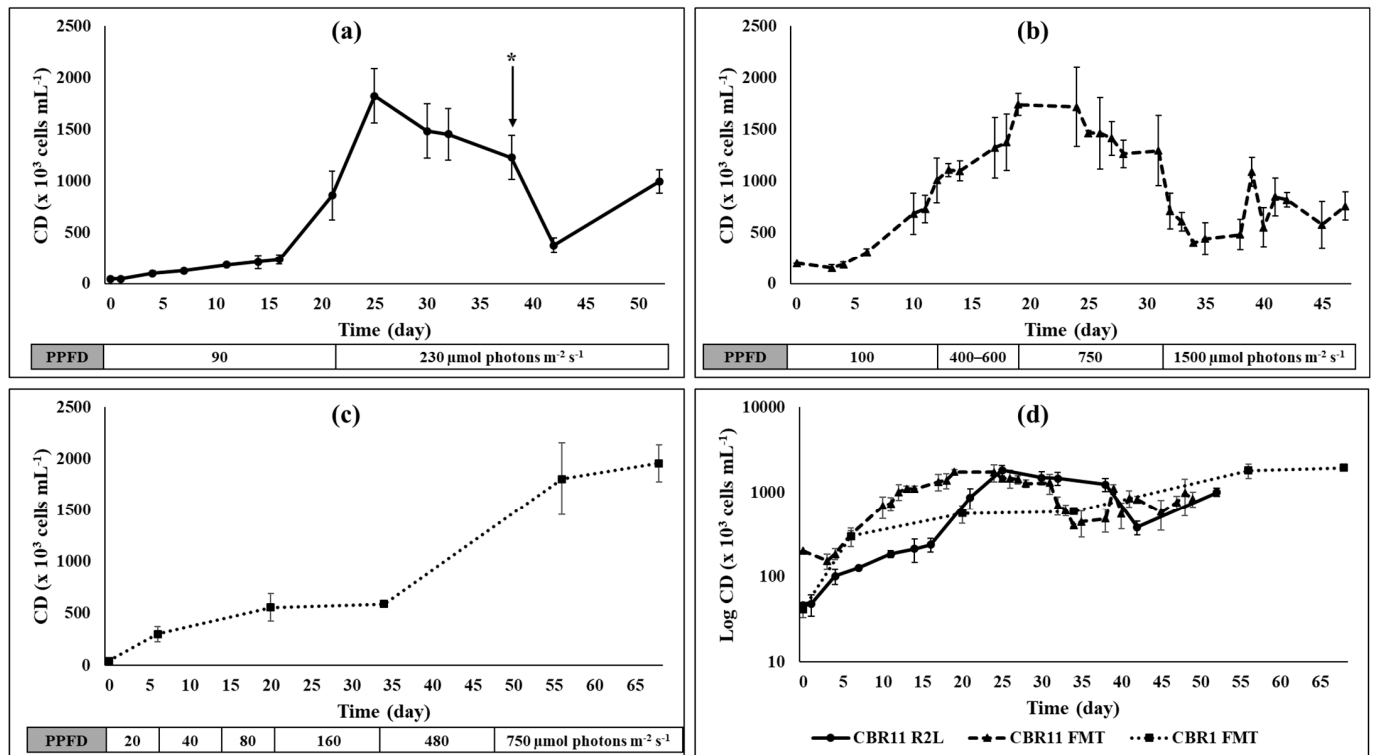 (a)
*
2500
2000
1500
1000
500
0
CD (x 10³ cells mL⁻¹)
0 5 10 15 20 25 30 35 40 45 50
Time (day)
PPFD 90 230 µmol photons m⁻² s⁻¹
(b)
2500
2000
1500
1000
500
0
CD (x 10³ cells mL⁻¹)
0 5 10 15 20 25 30 35 40 45
Time (day)
PPFD 100 400–600 750 1500 µmol photons m⁻² s⁻¹
(c)
2500
2000
1500
1000
500
0
CD (x 10³ cells mL⁻¹)
0 5 10 15 20 25 30 35 40 45 50 55 60 65
Time (day)
PPFD 20 40 80 160 480 750 µmol photons m⁻² s⁻¹
(d)
10000
1000
100
10
Log CD (x 10³ cells mL⁻¹)
0 5 10 15 20 25 30 35 40 45 50 55 60 65
Time (day)
CBR11 R2L CBR11 FMT CBR1 FMT